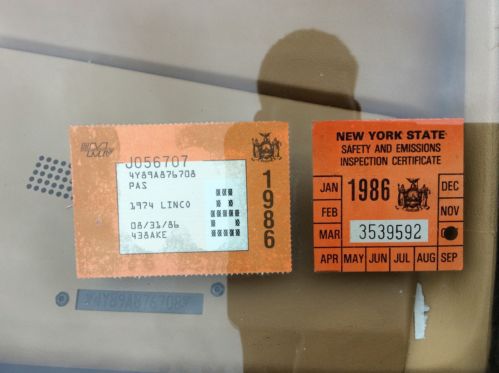 J056707
4Y89A876708
PAS
1974 LINCO
08/31/86
438AKE
1986
NEW YORK STATE
SAFETY AND EMISSIONS
INSPECTION CERTIFICATE
JAN 1986 DEC
FEB NOV
MAR 3539592
APR MAY JUN JUL AUG SEP
4Y89A876708